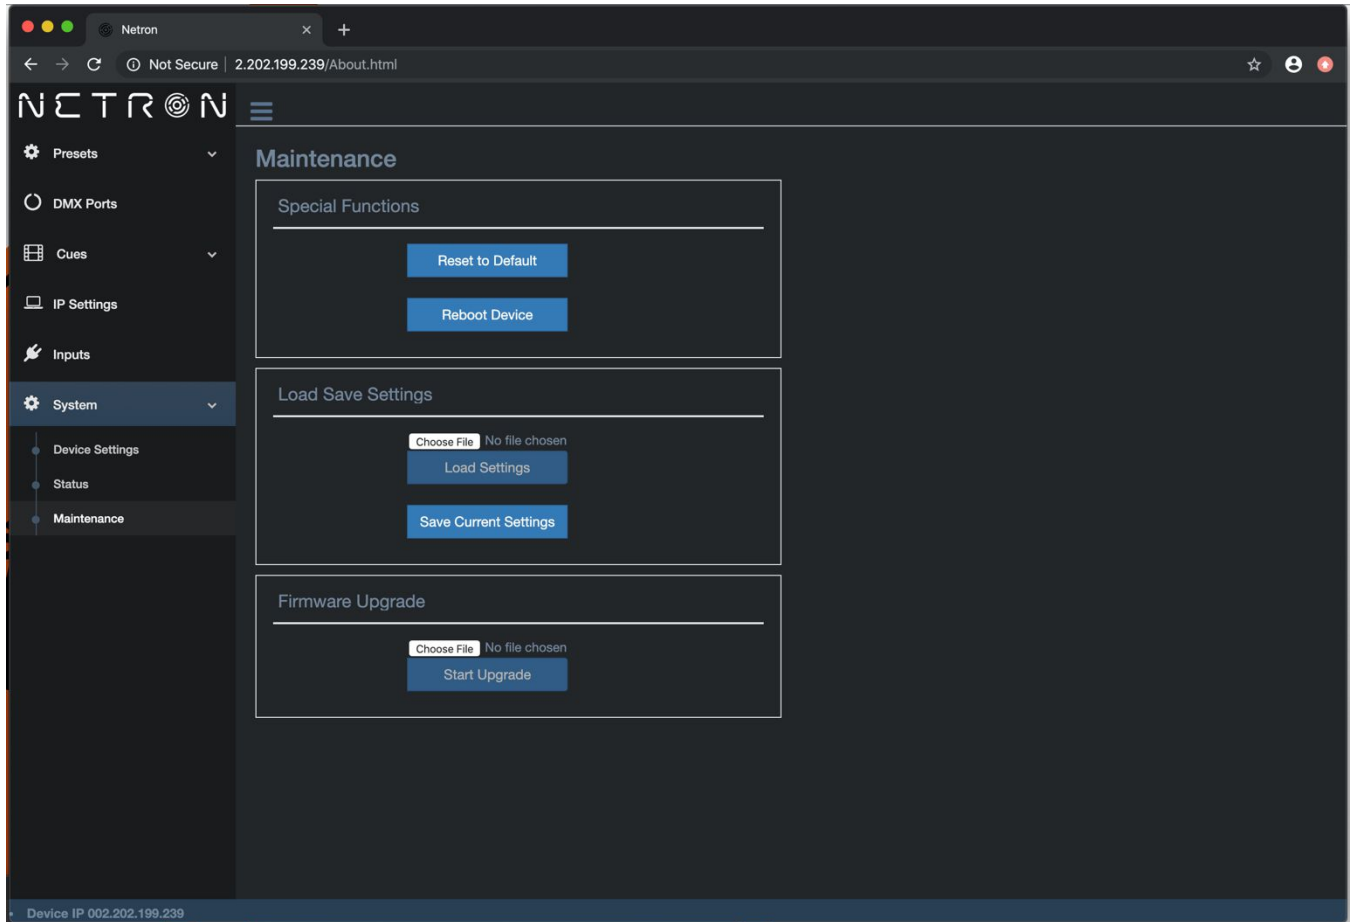 Netron
Not Secure | 2.202.199.239/About.html
NETRON
Presets
DMX Ports
Cues
IP Settings
Inputs
System
Device Settings
Status
Maintenance
Maintenance
Special Functions
Reset to Default
Reboot Device
Load Save Settings
Choose File No file chosen
Load Settings
Save Current Settings
Firmware Upgrade
Choose File No file chosen
Start Upgrade
Device IP 002.202.199.239